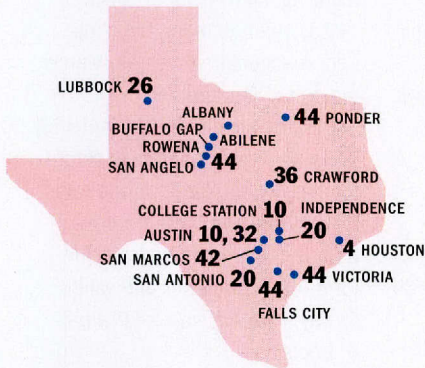 LUBBOCK 26
ALBANY
44 PONDER
BUFFALO GAP
ABILENE
ROWENA
SAN ANGELO 44
36 CRAWFORD
COLLEGE STATION 10 INDEPENDENCE
AUSTIN 10, 32 20
4 HOUSTON
SAN MARCOS 42
SAN ANTONIO 20 44 VICTORIA
44
FALLS CITY